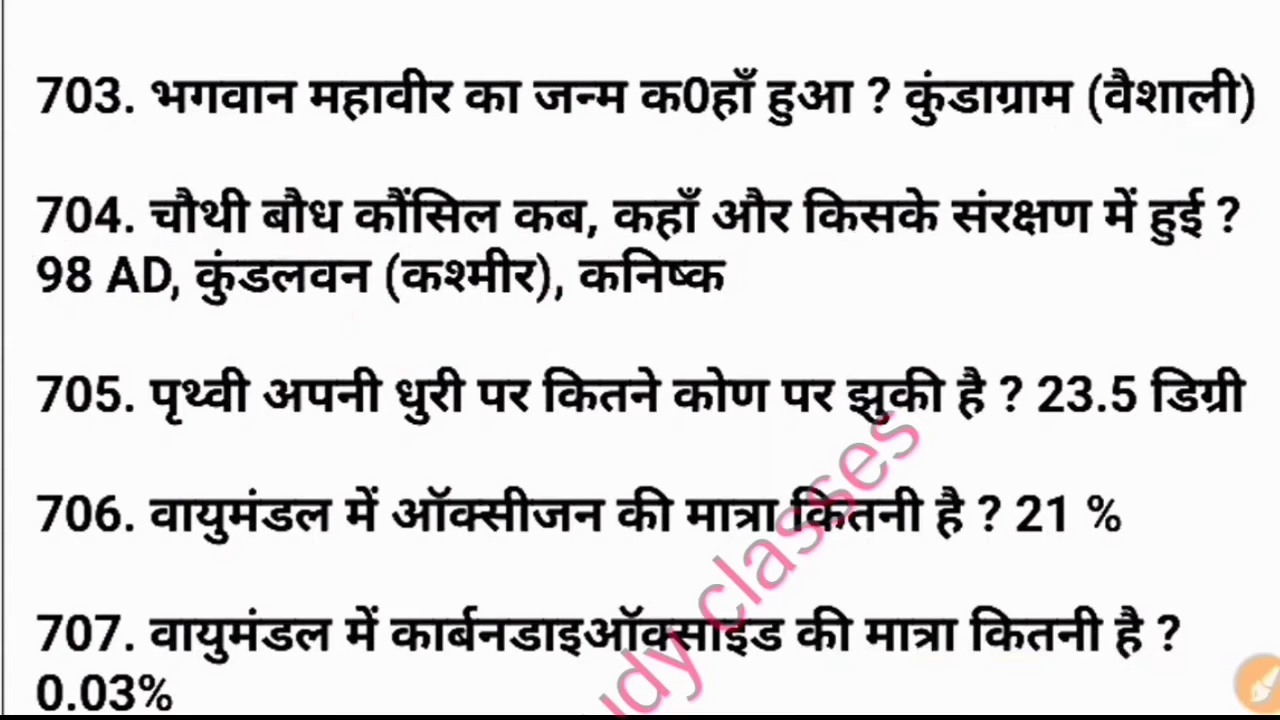 703. भगवान महावीर का जन्म क0हाँ हुआ ? कुंडाग्राम (वैशाली)
704. चौथी बौध कौंसिल कब, कहाँ और किसके संरक्षण में हुई ?
98 AD, कुंडलवन (कश्मीर), कनिष्क
705. पृथ्वी अपनी धुरी पर कितने कोण पर झुकी है ? 23.5 डिग्री
706. वायुमंडल में ऑक्सीजन की मात्रा कितनी है ? 21 %
707. वायुमंडल में कार्बनडाइऑक्साइड की मात्रा कितनी है ?
0.03%
udy classes